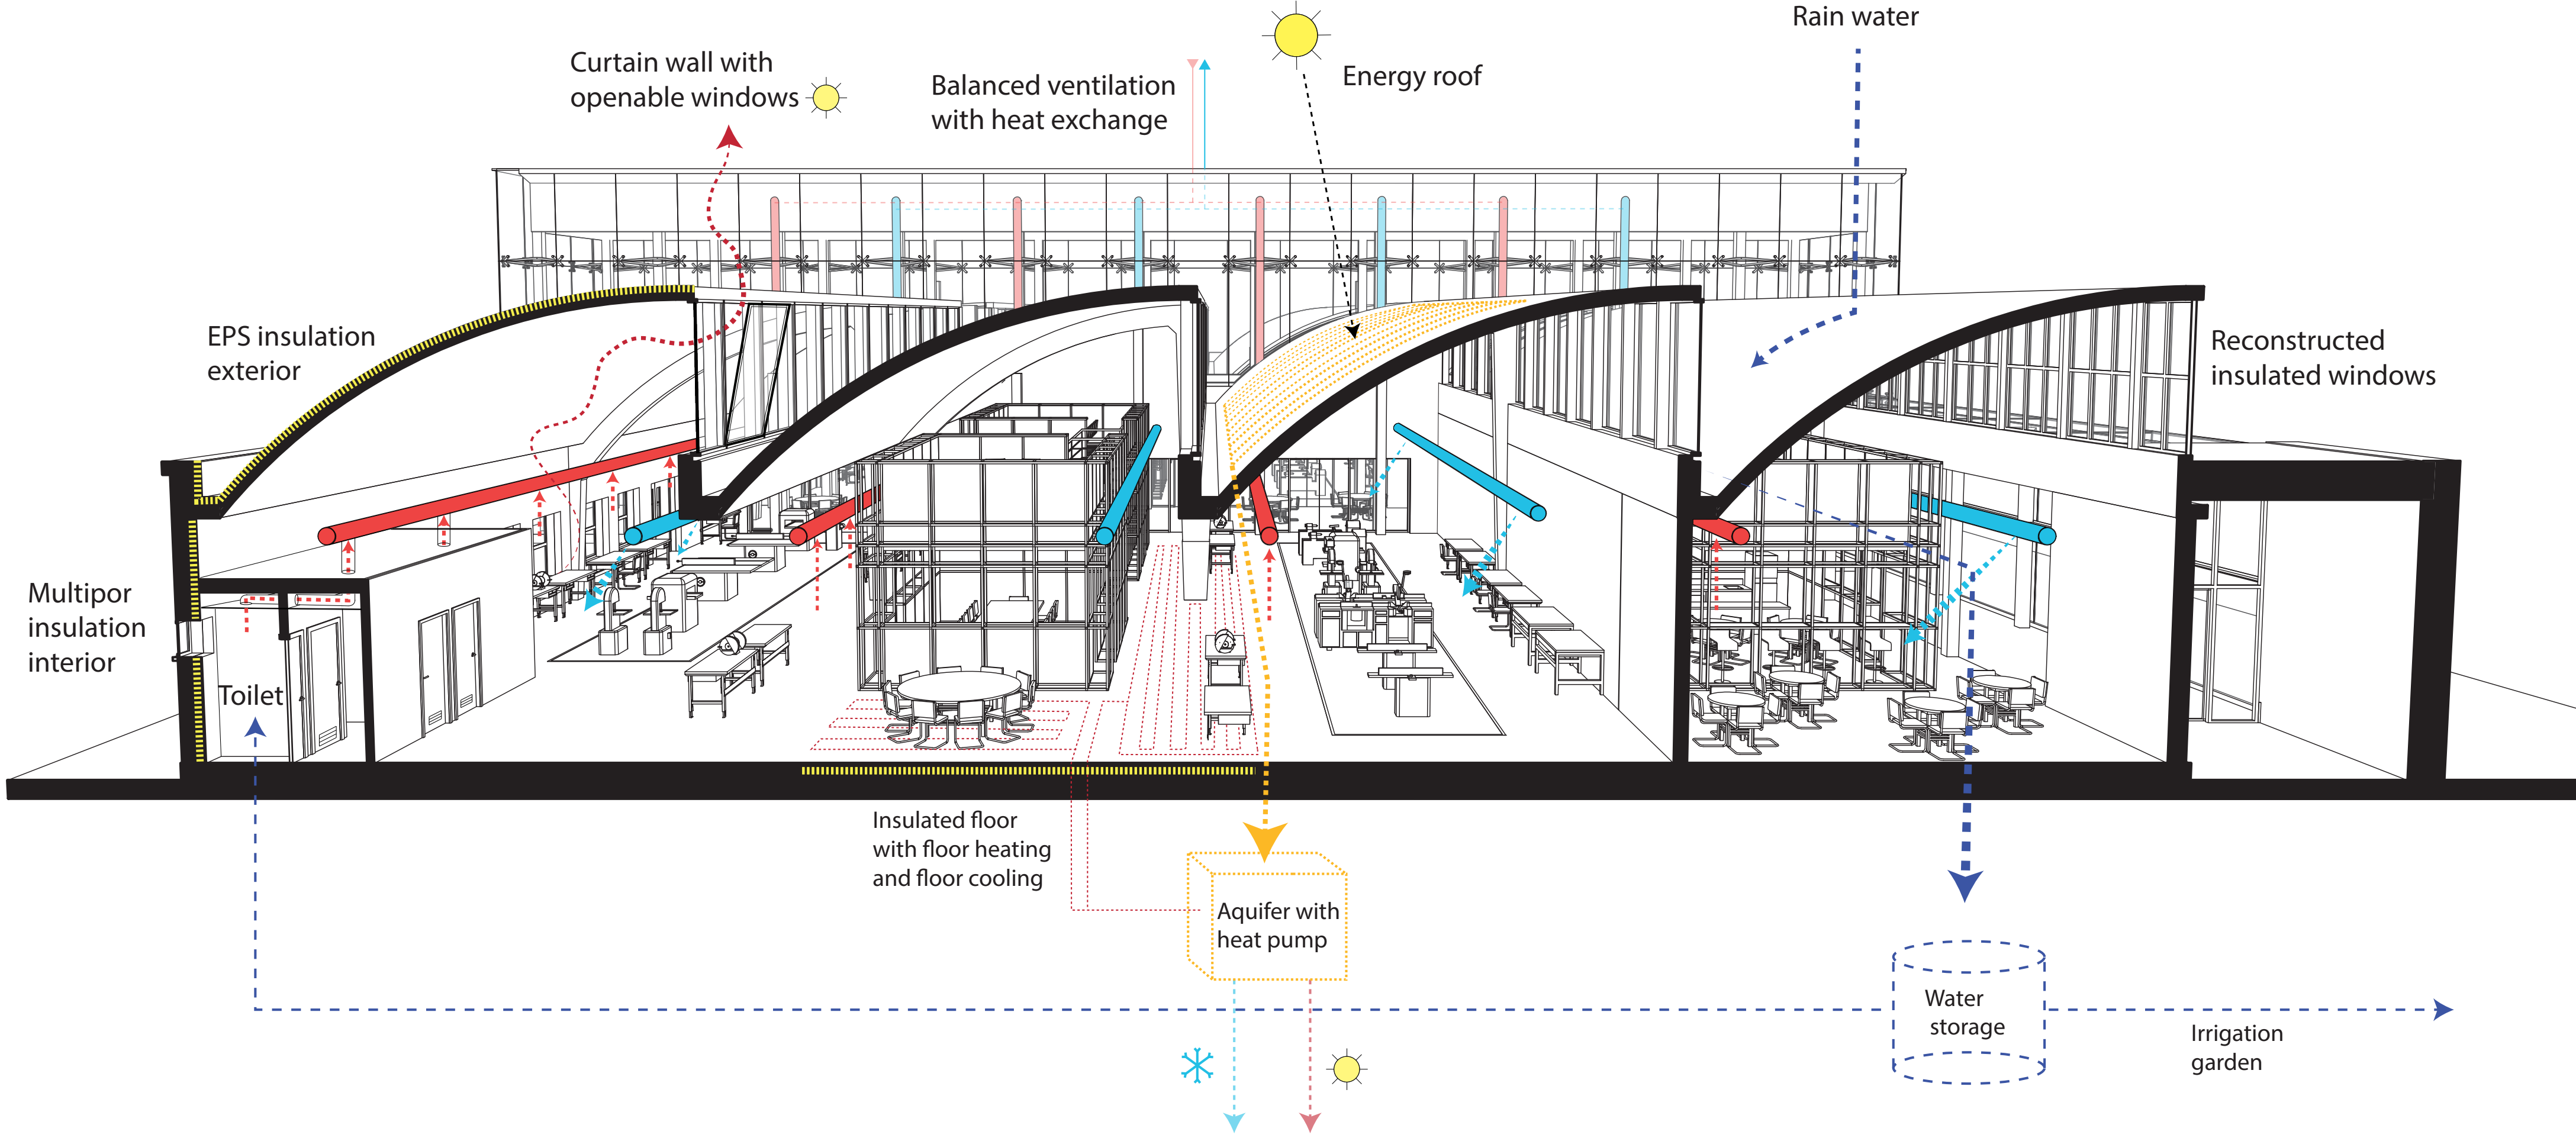 Rain water
Curtain wall with
openable windows
Balanced ventilation
with heat exchange
Energy roof
EPS insulation
exterior
Reconstructed
insulated windows
Multipor
insulation
interior
Toilet
Insulated floor
with floor heating
and floor cooling
Aquifer with
heat pump
Water
storage
Irrigation
garden